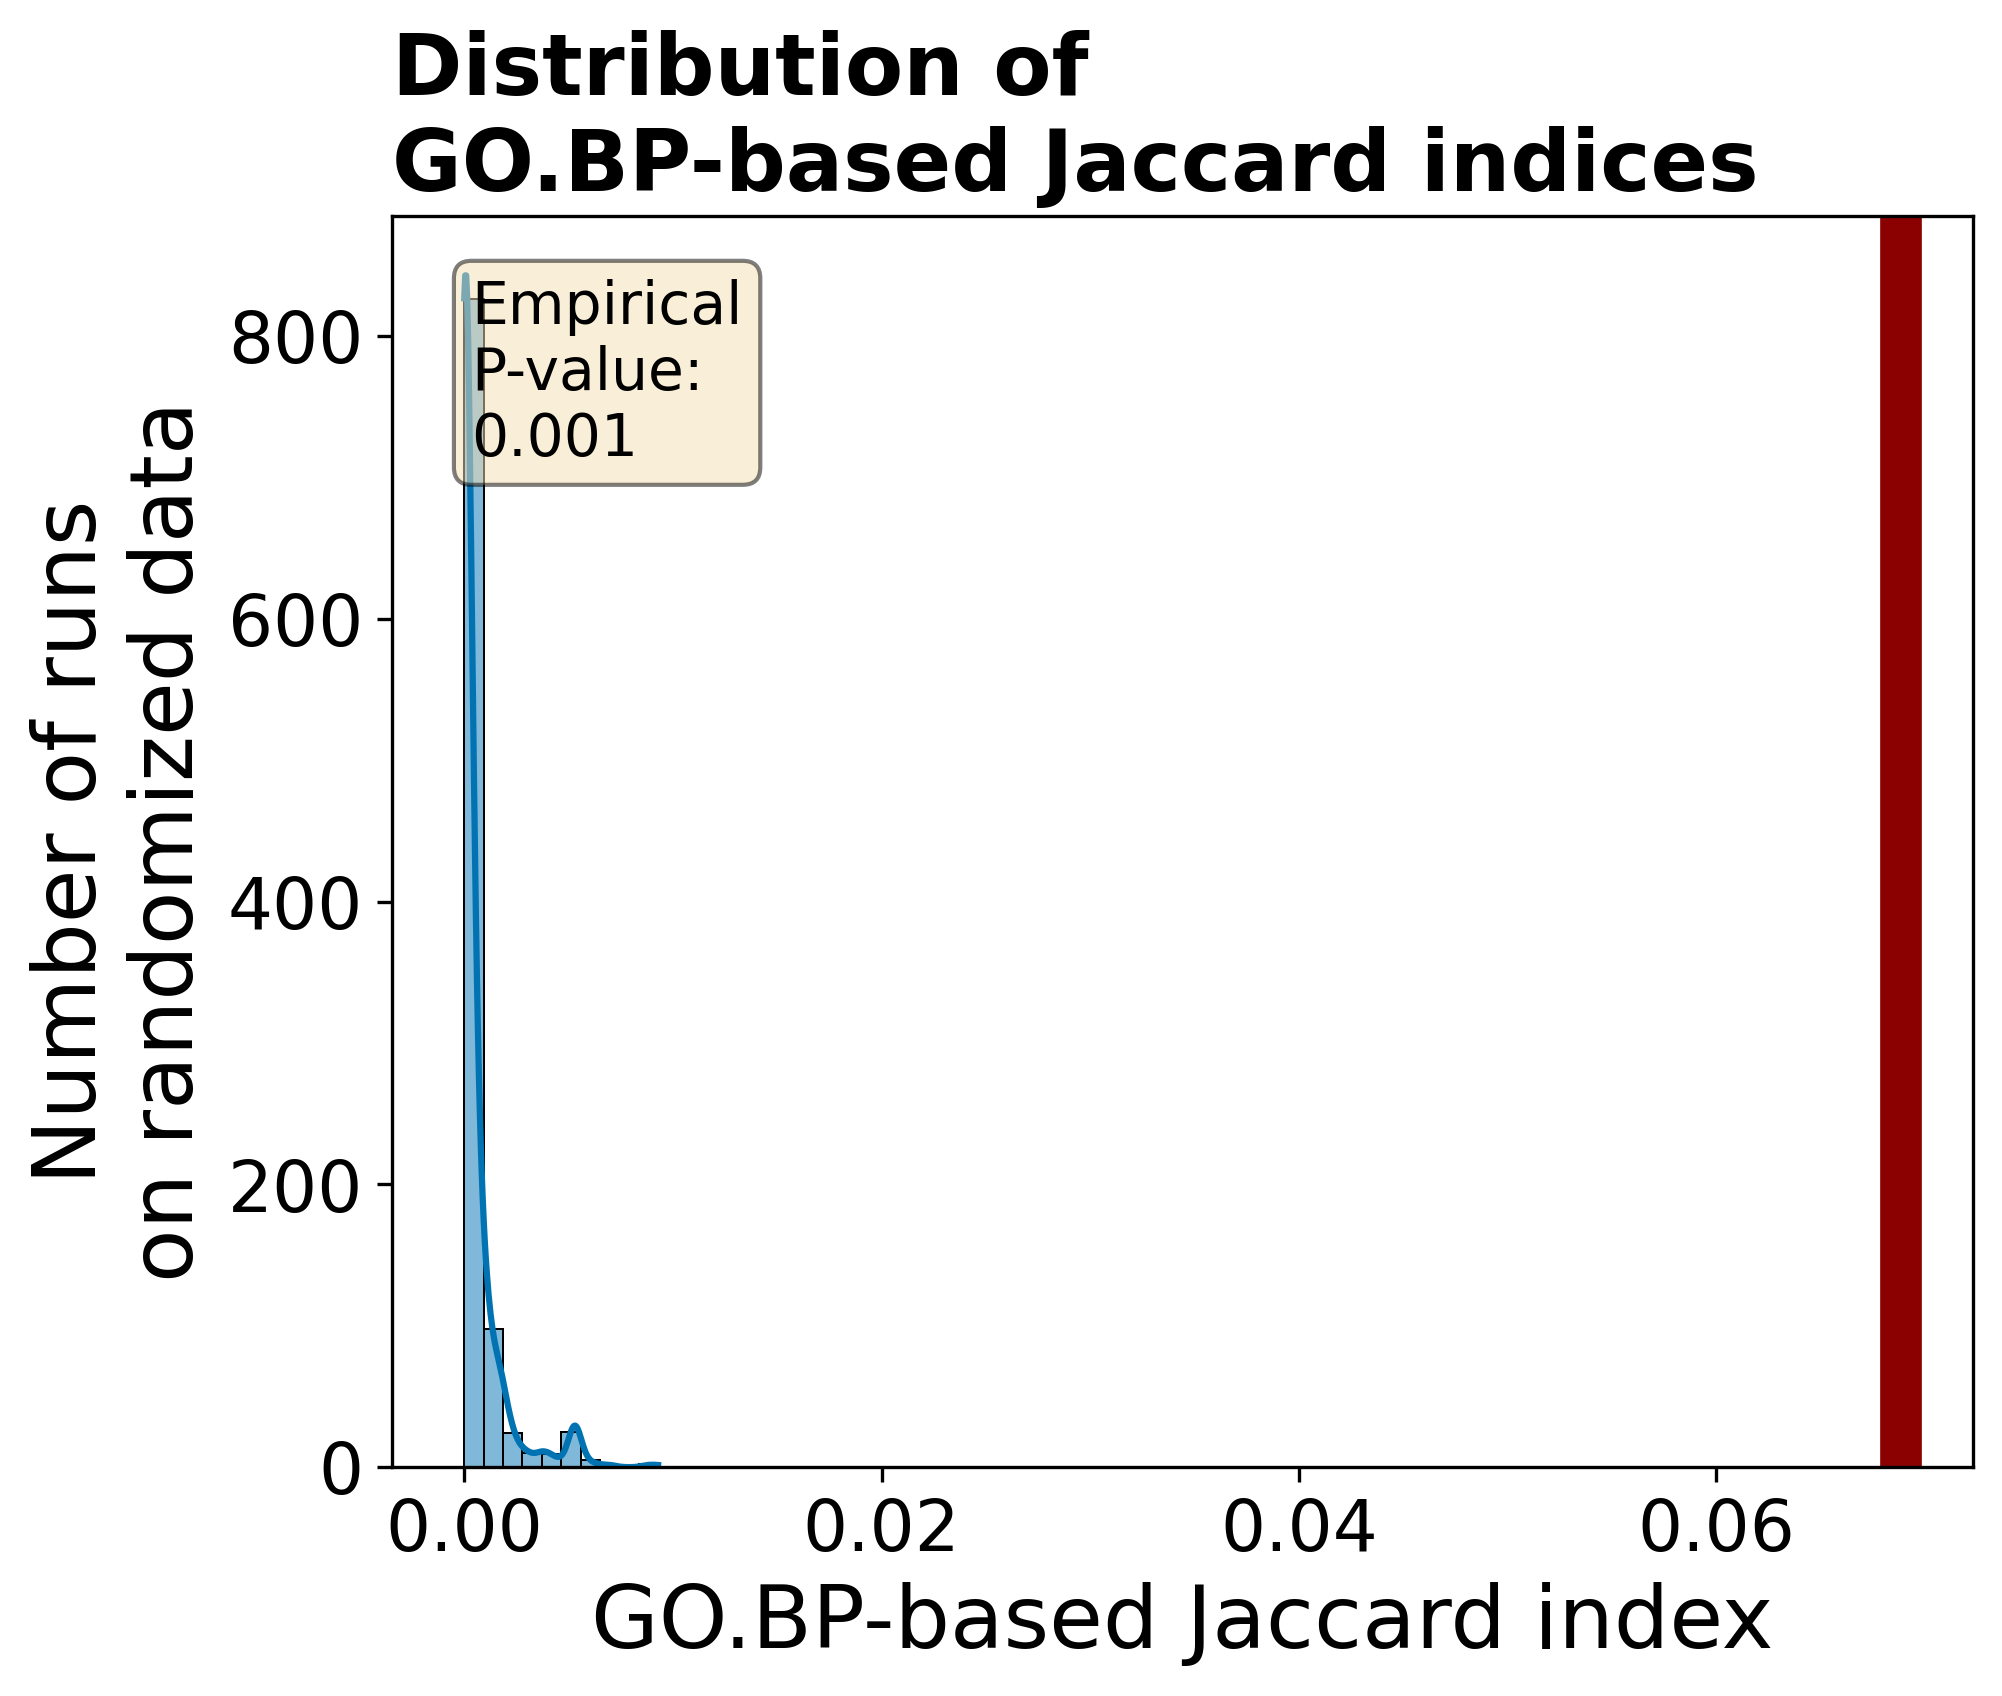 Distribution of
GO.BP-based Jaccard indices
Empirical
P-value:
0.001
Number of runs
on randomized data
800
600
400
200
0
0.00
0.02
0.04
0.06
GO.BP-based Jaccard index